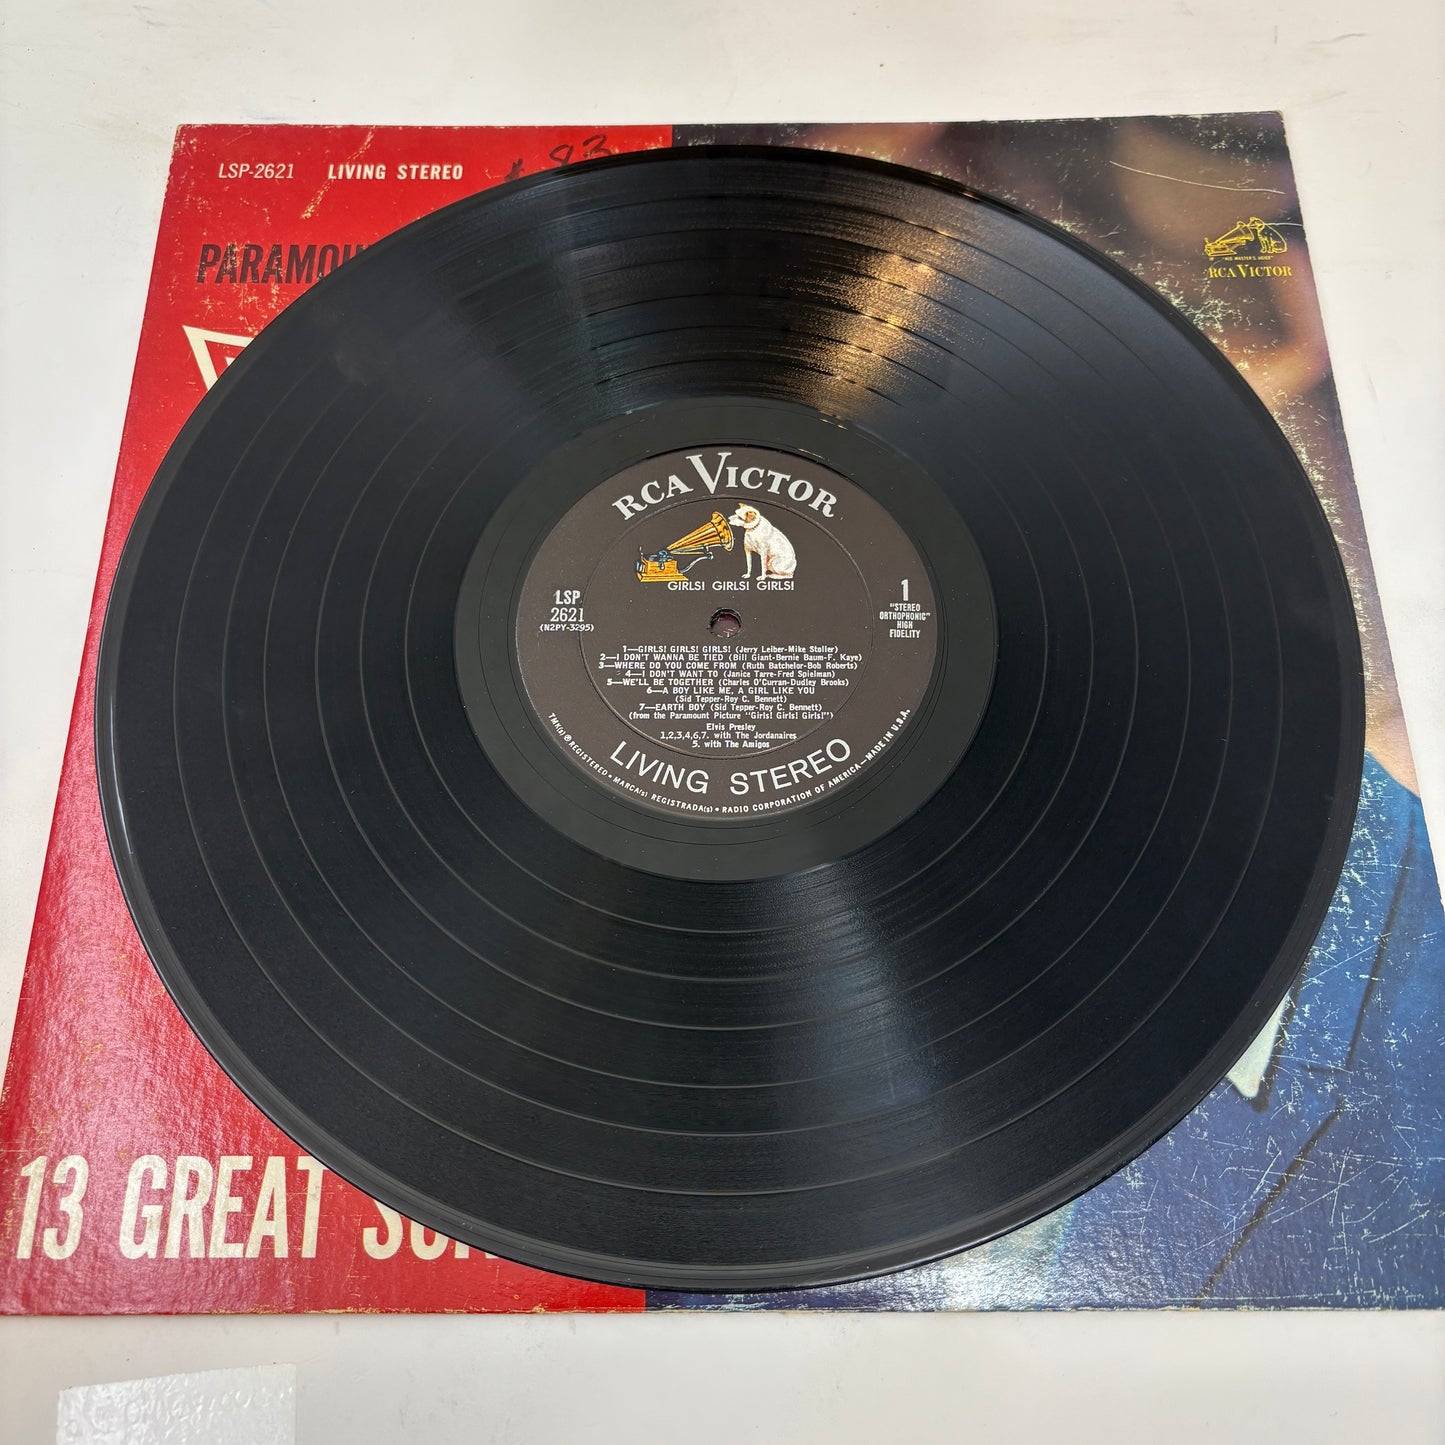 # 83
LSP-2621 LIVING STEREO
"HIS MASTER'S VOICE"
RCA VICTOR
RCA VICTOR
GIRLS! GIRLS! GIRLS!
LSP
2621
(N2PY-3295)
1
"STEREO
ORTHOPHONIC"
HIGH
FIDELITY
1—GIRLS! GIRLS! GIRLS! (Jerry Leiber-Mike Stoller)
2—I DON'T WANNA BE TIED (Bill Giant-Bernie Baum-F. Kaye)
3—WHERE DO YOU COME FROM (Ruth Batchelor-Bob Roberts)
4—I DON'T WANT TO (Janice Tarre-Fred Spielman)
5—WE'LL BE TOGETHER (Charles O'Curran-Dudley Brooks)
6—A BOY LIKE ME, A GIRL LIKE YOU
(Sid Tepper-Roy C. Bennett)
7—EARTH BOY (Sid Tepper-Roy C. Bennett)
(from the Paramount Picture "Girls! Girls! Girls!")
Elvis Presley
1,2,3,4,6,7. with The Jordanaires
5. with The Amigos
LIVING STEREO
TMK(s) ® REGISTERED • MARCA(s) REGISTRADA(s) • RADIO CORPORATION OF AMERICA—MADE IN U.S.A.
13 GREAT